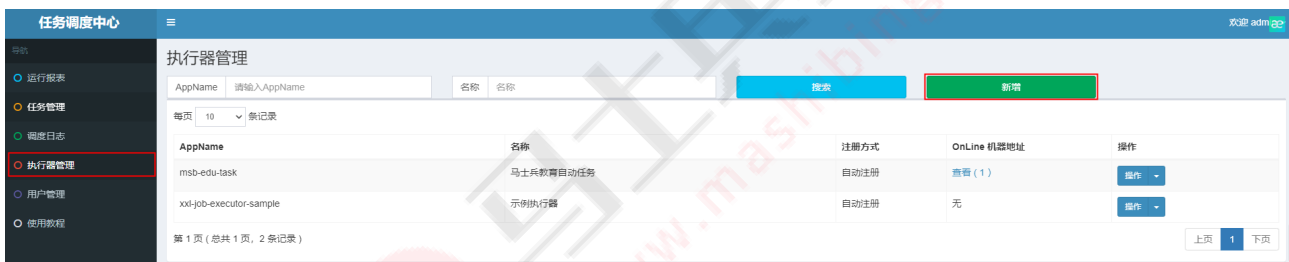 任务调度中心
欢迎 adm
导航
运行报表
任务管理
调度日志
执行器管理
用户管理
使用教程
执行器管理
AppName 请输入AppName 名称 名称 搜索 新增
每页 10 条记录
AppName 名称 注册方式 OnLine 机器地址 操作
msb-edu-task 马士兵教育自动任务 自动注册 查看 ( 1 ) 操作
xxl-job-executor-sample 示例执行器 自动注册 无 操作
第 1 页 ( 总共 1 页, 2 条记录 ) 上页 1 下页
www.mashibing